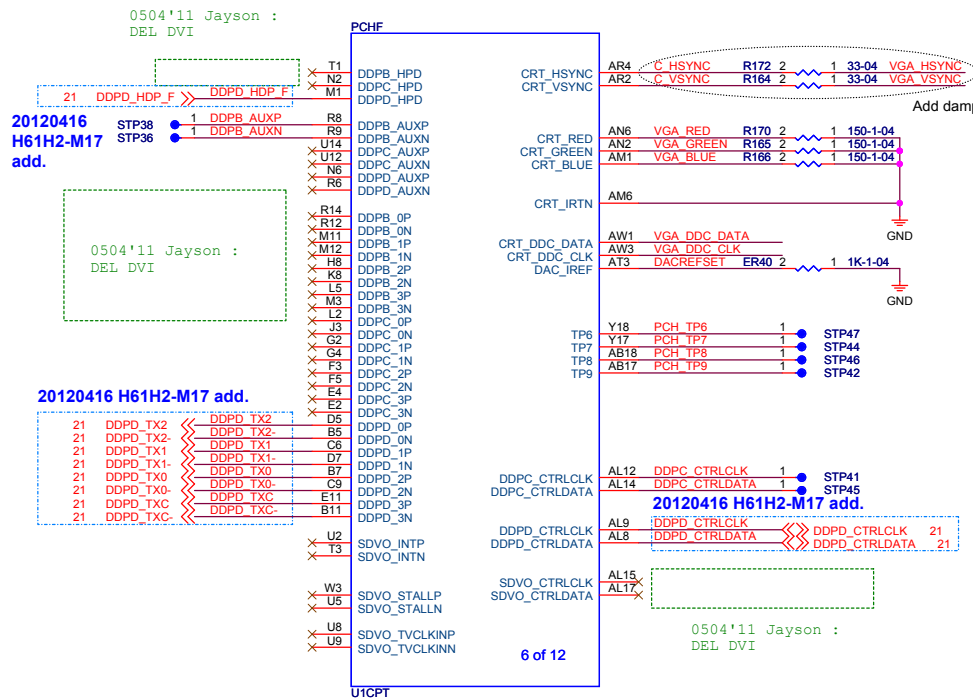 0504'11 Jayson :
DEL DVI
PCHF
T1 DDPB_HPD
N2 DDPC_HPD
21 DDPD_HDP_F DDPD_HDP_F M1 DDPD_HPD
20120416
H61H2-M17
add.
STP38 1 DDPB_AUXP R8 DDPB_AUXP
STP36 1 DDPB_AUXN R9 DDPB_AUXN
U14 DDPC_AUXP
U12 DDPC_AUXN
N6 DDPD_AUXP
R6 DDPD_AUXN
0504'11 Jayson :
DEL DVI
R14 DDPB_0P
R12 DDPB_0N
M11 DDPB_1P
M12 DDPB_1N
H8 DDPB_2P
K8 DDPB_2N
L5 DDPB_3P
M3 DDPB_3N
L2 DDPC_0P
J3 DDPC_0N
G2 DDPC_1P
G4 DDPC_1N
F3 DDPC_2P
F5 DDPC_2N
E4 DDPC_3P
E2 DDPC_3N
20120416 H61H2-M17 add.
21 DDPD_TX2 DDPD_TX2 D5 DDPD_0P
21 DDPD_TX2- DDPD_TX2- B5 DDPD_0N
21 DDPD_TX1 DDPD_TX1 C6 DDPD_1P
21 DDPD_TX1- DDPD_TX1- D7 DDPD_1N
21 DDPD_TX0 DDPD_TX0 B7 DDPD_2P
21 DDPD_TX0- DDPD_TX0- C9 DDPD_2N
21 DDPD_TXC DDPD_TXC E11 DDPD_3P
21 DDPD_TXC- DDPD_TXC- B11 DDPD_3N
U2 SDVO_INTP
T3 SDVO_INTN
W3 SDVO_STALLP
U5 SDVO_STALLN
U8 SDVO_TVCLKINP
U9 SDVO_TVCLKINN
CRT_HSYNC AR4 C_HSYNC R172 2 1 33-04 VGA_HSYNC
CRT_VSYNC AR2 C_VSYNC R164 2 1 33-04 VGA_VSYNC
Add damp
CRT_RED AN6 VGA_RED R170 2 1 150-1-04
CRT_GREEN AN2 VGA_GREEN R165 2 1 150-1-04
CRT_BLUE AM1 VGA_BLUE R166 2 1 150-1-04
CRT_IRTN AM6
GND
CRT_DDC_DATA AW1 VGA_DDC_DATA
CRT_DDC_CLK AW3 VGA_DDC_CLK
DAC_IREF AT3 DACREFSET ER40 2 1 1K-1-04
GND
TP6 Y18 PCH_TP6 1 STP47
TP7 Y17 PCH_TP7 1 STP44
TP8 AB18 PCH_TP8 1 STP46
TP9 AB17 PCH_TP9 1 STP42
DDPC_CTRLCLK AL12 DDPC_CTRLCLK 1 STP41
DDPC_CTRLDATA AL14 DDPC_CTRLDATA 1 STP45
20120416 H61H2-M17 add.
DDPD_CTRLCLK AL9 DDPD_CTRLCLK DDPD_CTRLCLK 21
DDPD_CTRLDATA AL8 DDPD_CTRLDATA DDPD_CTRLDATA 21
SDVO_CTRLCLK AL15
SDVO_CTRLDATA AL17
0504'11 Jayson :
DEL DVI
6 of 12
U1CPT